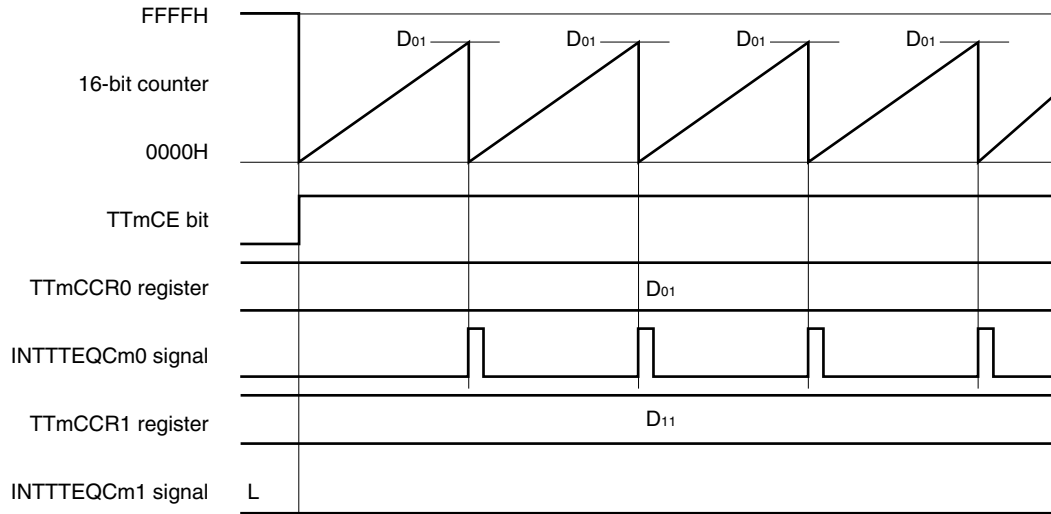 FFFFH
D01 D01 D01 D01
16-bit counter
0000H
TTmCE bit
TTmCCR0 register D01
INTTTEQCm0 signal
TTmCCR1 register D11
INTTTEQCm1 signal L